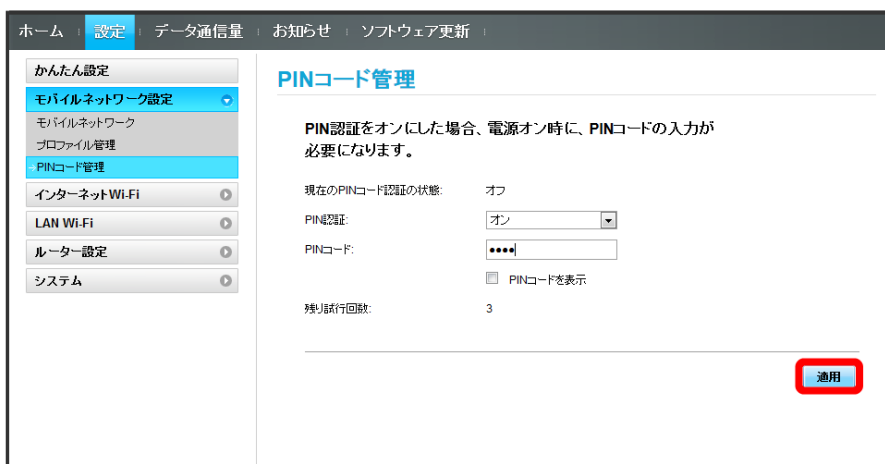 ホーム 設定 データ通信量 お知らせ ソフトウェア更新
かんたん設定
モバイルネットワーク設定
モバイルネットワーク
プロファイル管理
PINコード管理
インターネットWi-Fi
LAN Wi-Fi
ルーター設定
システム
PINコード管理
PIN認証をオンにした場合、電源オン時に、PINコードの入力が
必要になります。
現在のPINコード認証の状態: オフ
PIN認証: オン
PINコード: ••••
PINコードを表示
残り試行回数: 3
適用